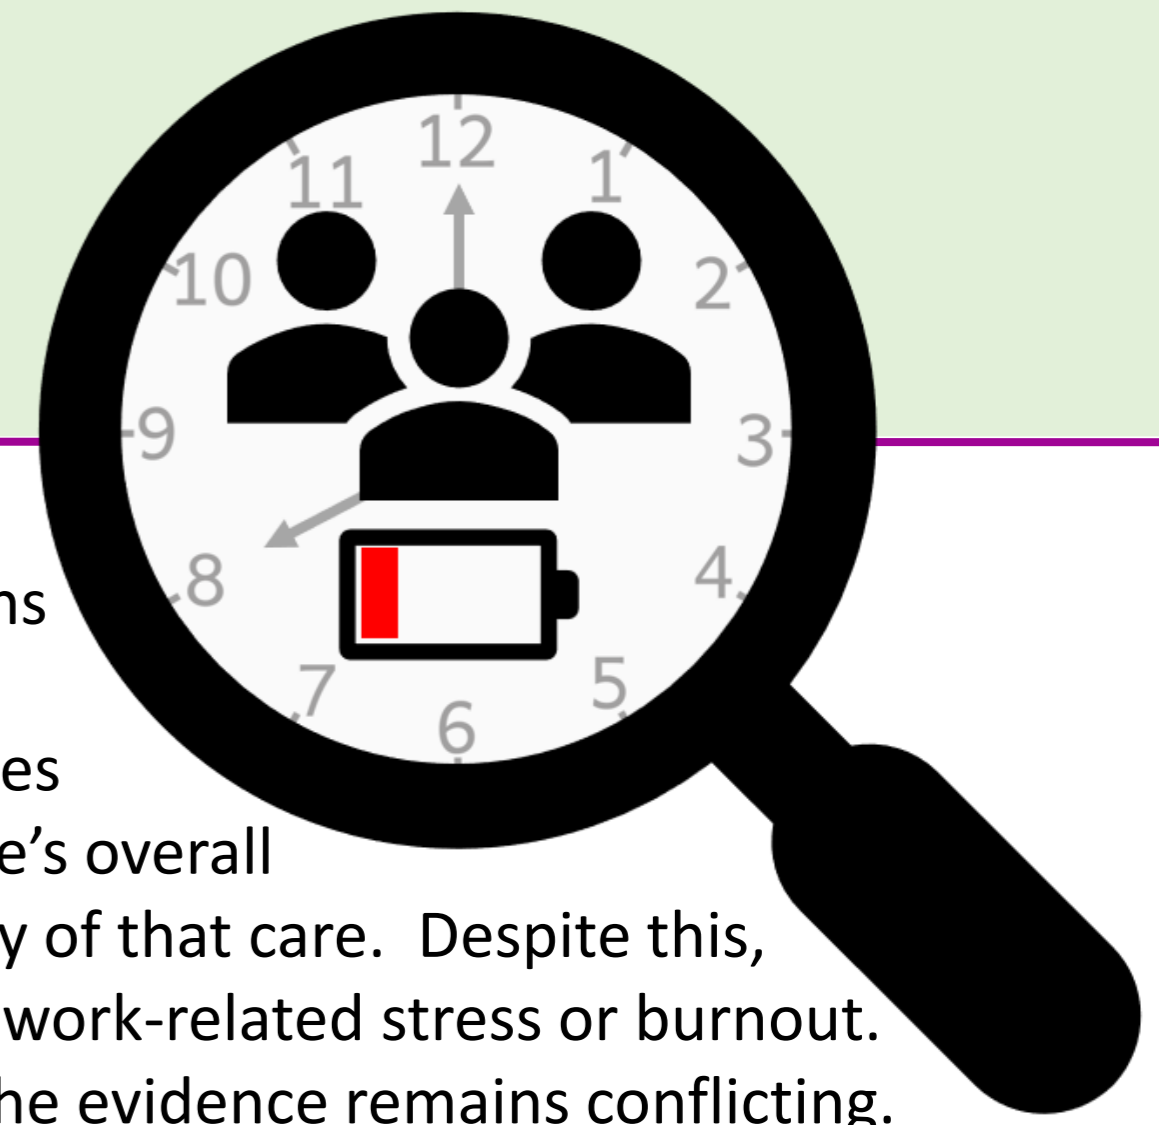 12
11
1
10
2
9
3
8
4
7
5
6
ns
es
e’s overall
y of that care.  Despite this,
work-related stress or burnout.
he evidence remains conflicting.